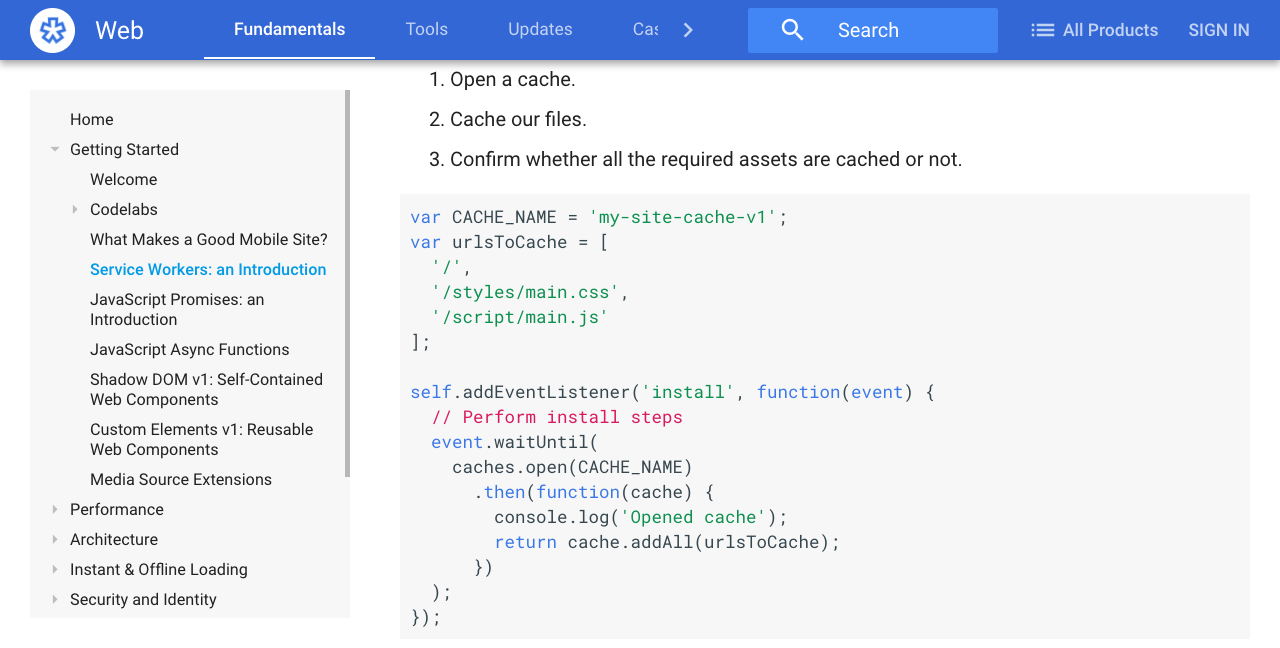 Web
Fundamentals
Tools
Updates
Cas
Search
All Products
SIGN IN
Home
Getting Started
Welcome
Codelabs
What Makes a Good Mobile Site?
Service Workers: an Introduction
JavaScript Promises: an
Introduction
JavaScript Async Functions
Shadow DOM v1: Self-Contained
Web Components
Custom Elements v1: Reusable
Web Components
Media Source Extensions
Performance
Architecture
Instant & Offline Loading
Security and Identity
1. Open a cache.
2. Cache our files.
3. Confirm whether all the required assets are cached or not.
var CACHE_NAME = 'my-site-cache-v1';
var urlsToCache = [
  '/',
  '/styles/main.css',
  '/script/main.js'
];

self.addEventListener('install', function(event) {
  // Perform install steps
  event.waitUntil(
    caches.open(CACHE_NAME)
      .then(function(cache) {
        console.log('Opened cache');
        return cache.addAll(urlsToCache);
      })
  );
});